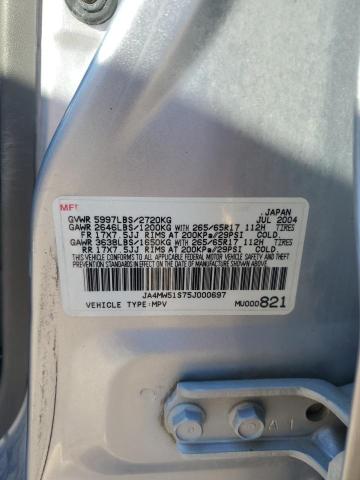 MFD
JAPAN
GVWR 5997LBS/2720KG JUL 2004
GAWR 2646LBS/1200KG WITH 265/65R17 112H TIRES
FR 17X7.5JJ RIMS AT 200KPa/29PSI COLD.
GAWR 3638LBS/1650KG WITH 265/65R17 112H TIRES
RR 17X7.5JJ RIMS AT 200KPa/29PSI COLD.
THIS VEHICLE CONFORMS TO ALL APPLICABLE FEDERAL MOTOR VEHICLE SAFETY, BUMPER AND THEFT
PREVENTION STANDARDS IN EFFECT ON THE DATE OF MANUFACTURE SHOWN ABOVE.
JA4MW51S75J000697
VEHICLE TYPE:MPV
MU000821
A 1